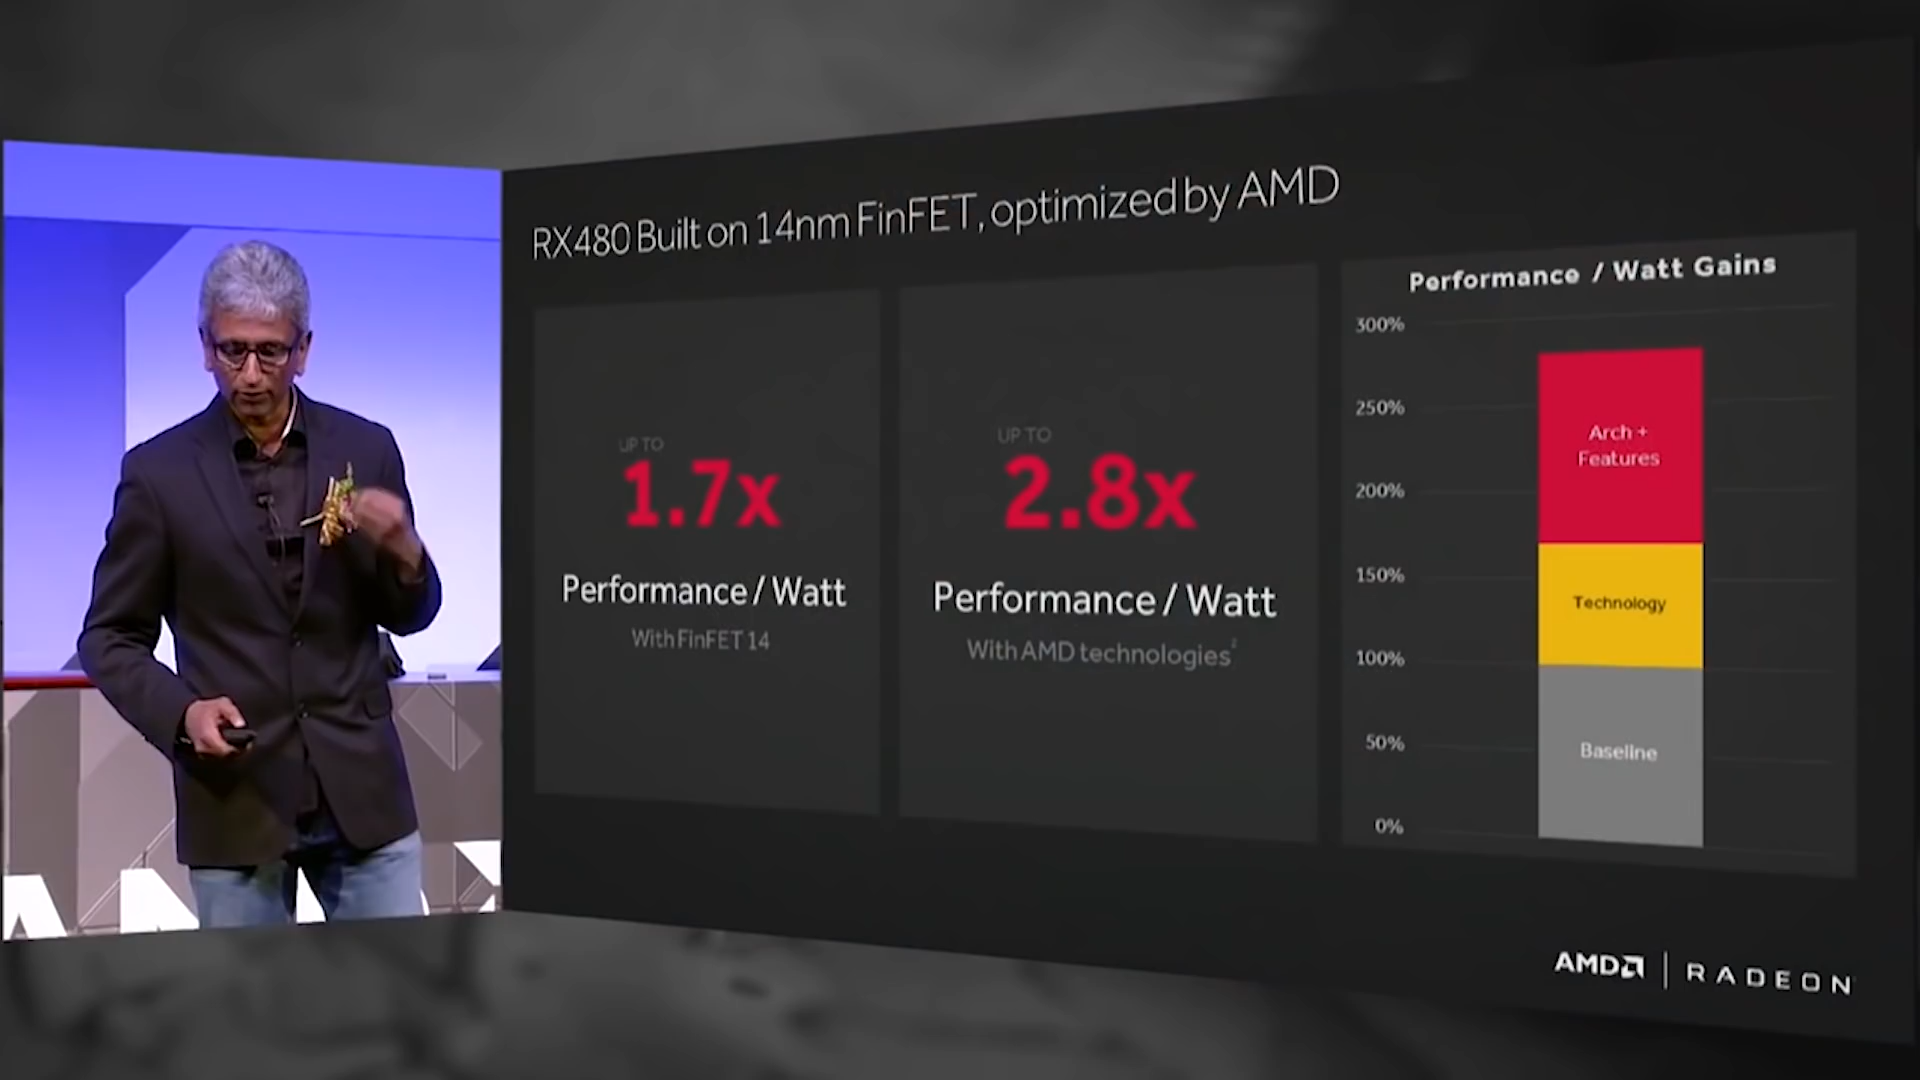 RX480 Built on 14nm FinFET, optimized by AMD
UP TO
1.7x
Performance / Watt
With FinFET 14
UP TO
2.8x
Performance / Watt
With AMD technologies²
Performance / Watt Gains
300%
250%
200%
150%
100%
50%
0%
Arch +
Features
Technology
Baseline
AMD | RADEON